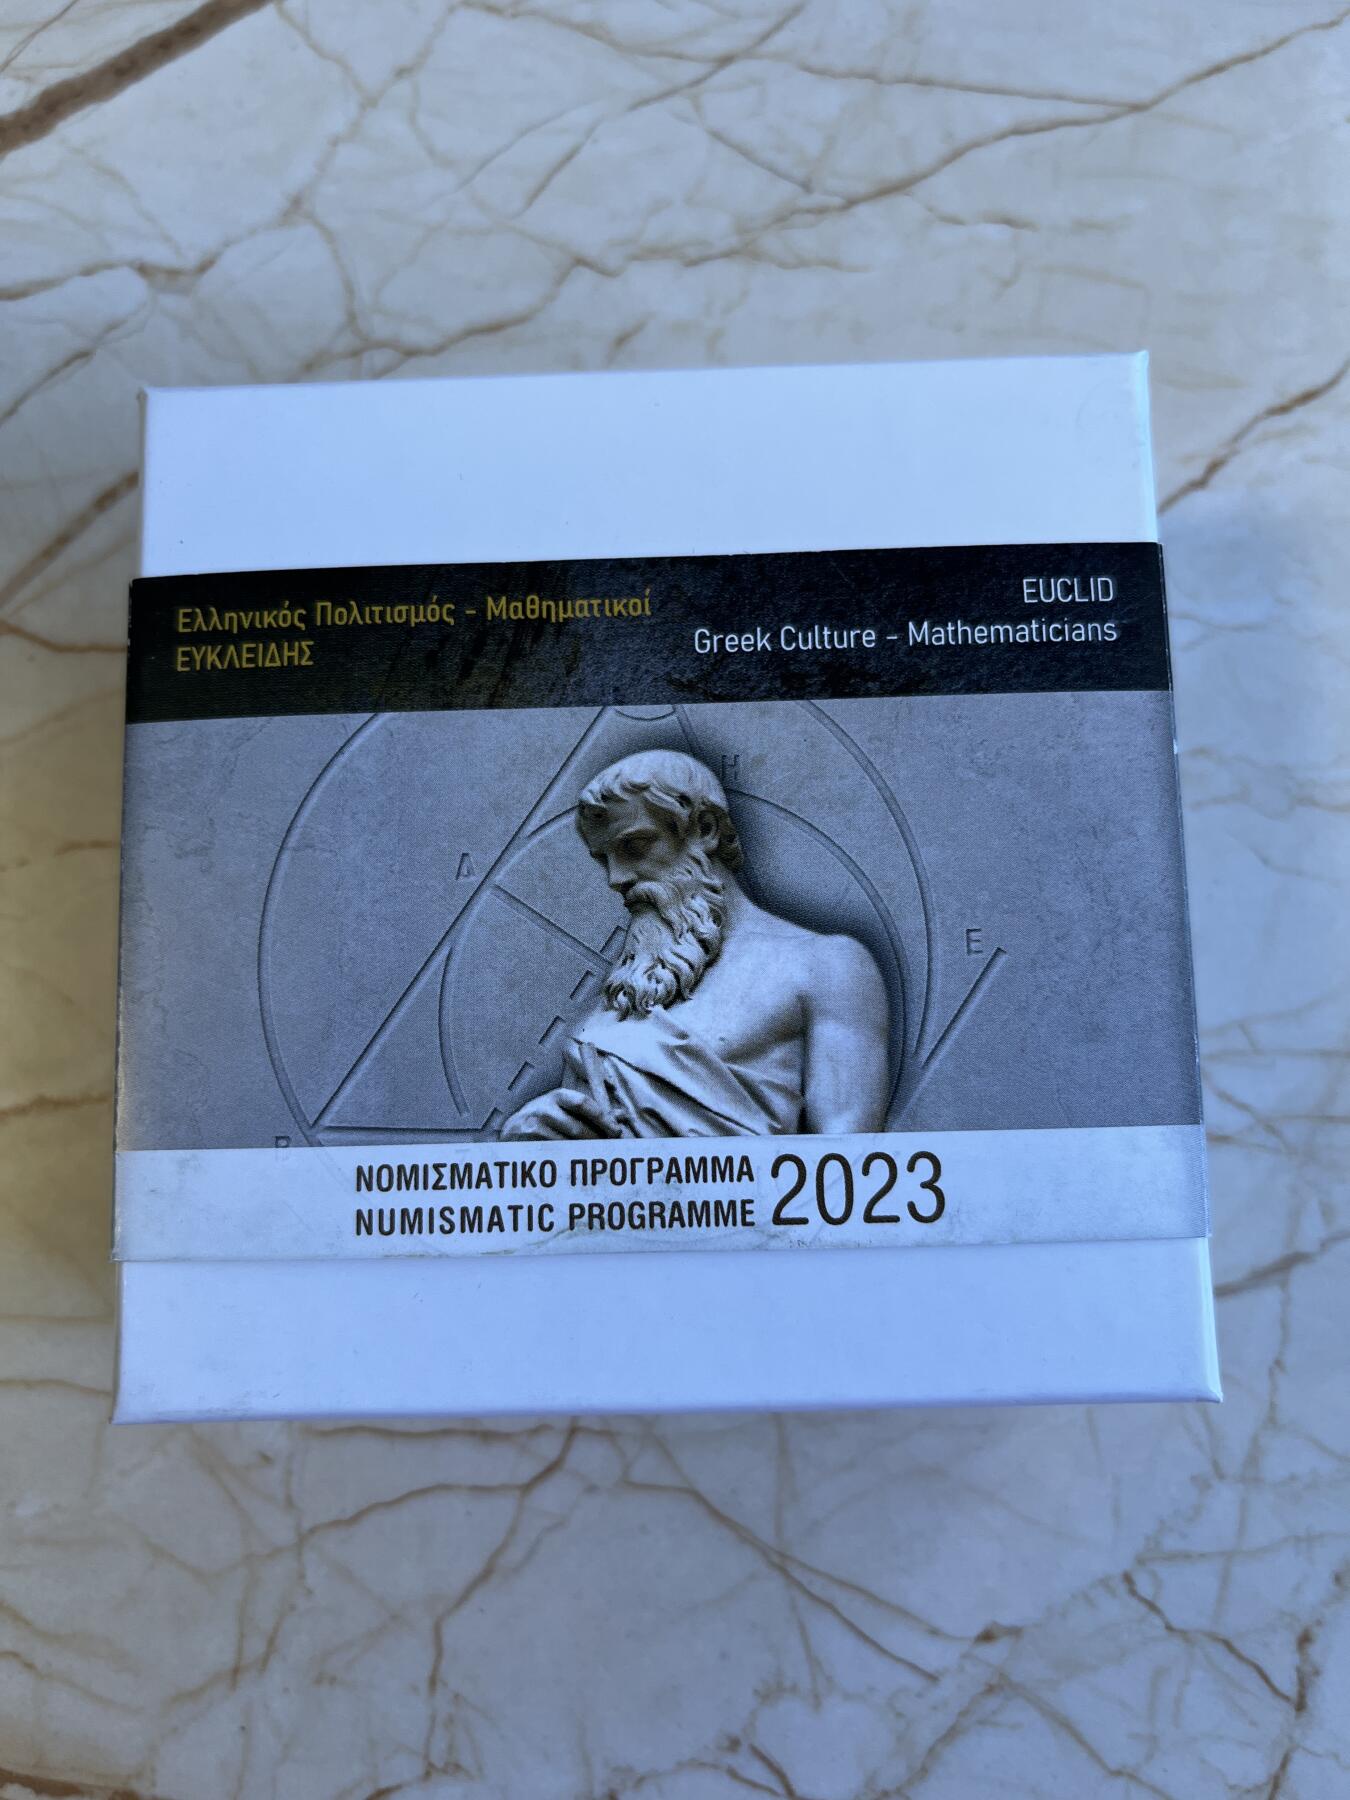 Ελληνικός Πολιτισμός - Μαθηματικοί
ΕΥΚΛΕΙΔΗΣ
EUCLID
Greek Culture - Mathematicians
Η
Δ
Ε
Β
ΝΟΜΙΣΜΑΤΙΚΟ ΠΡΟΓΡΑΜΜΑ
NUMISMATIC PROGRAMME
2023